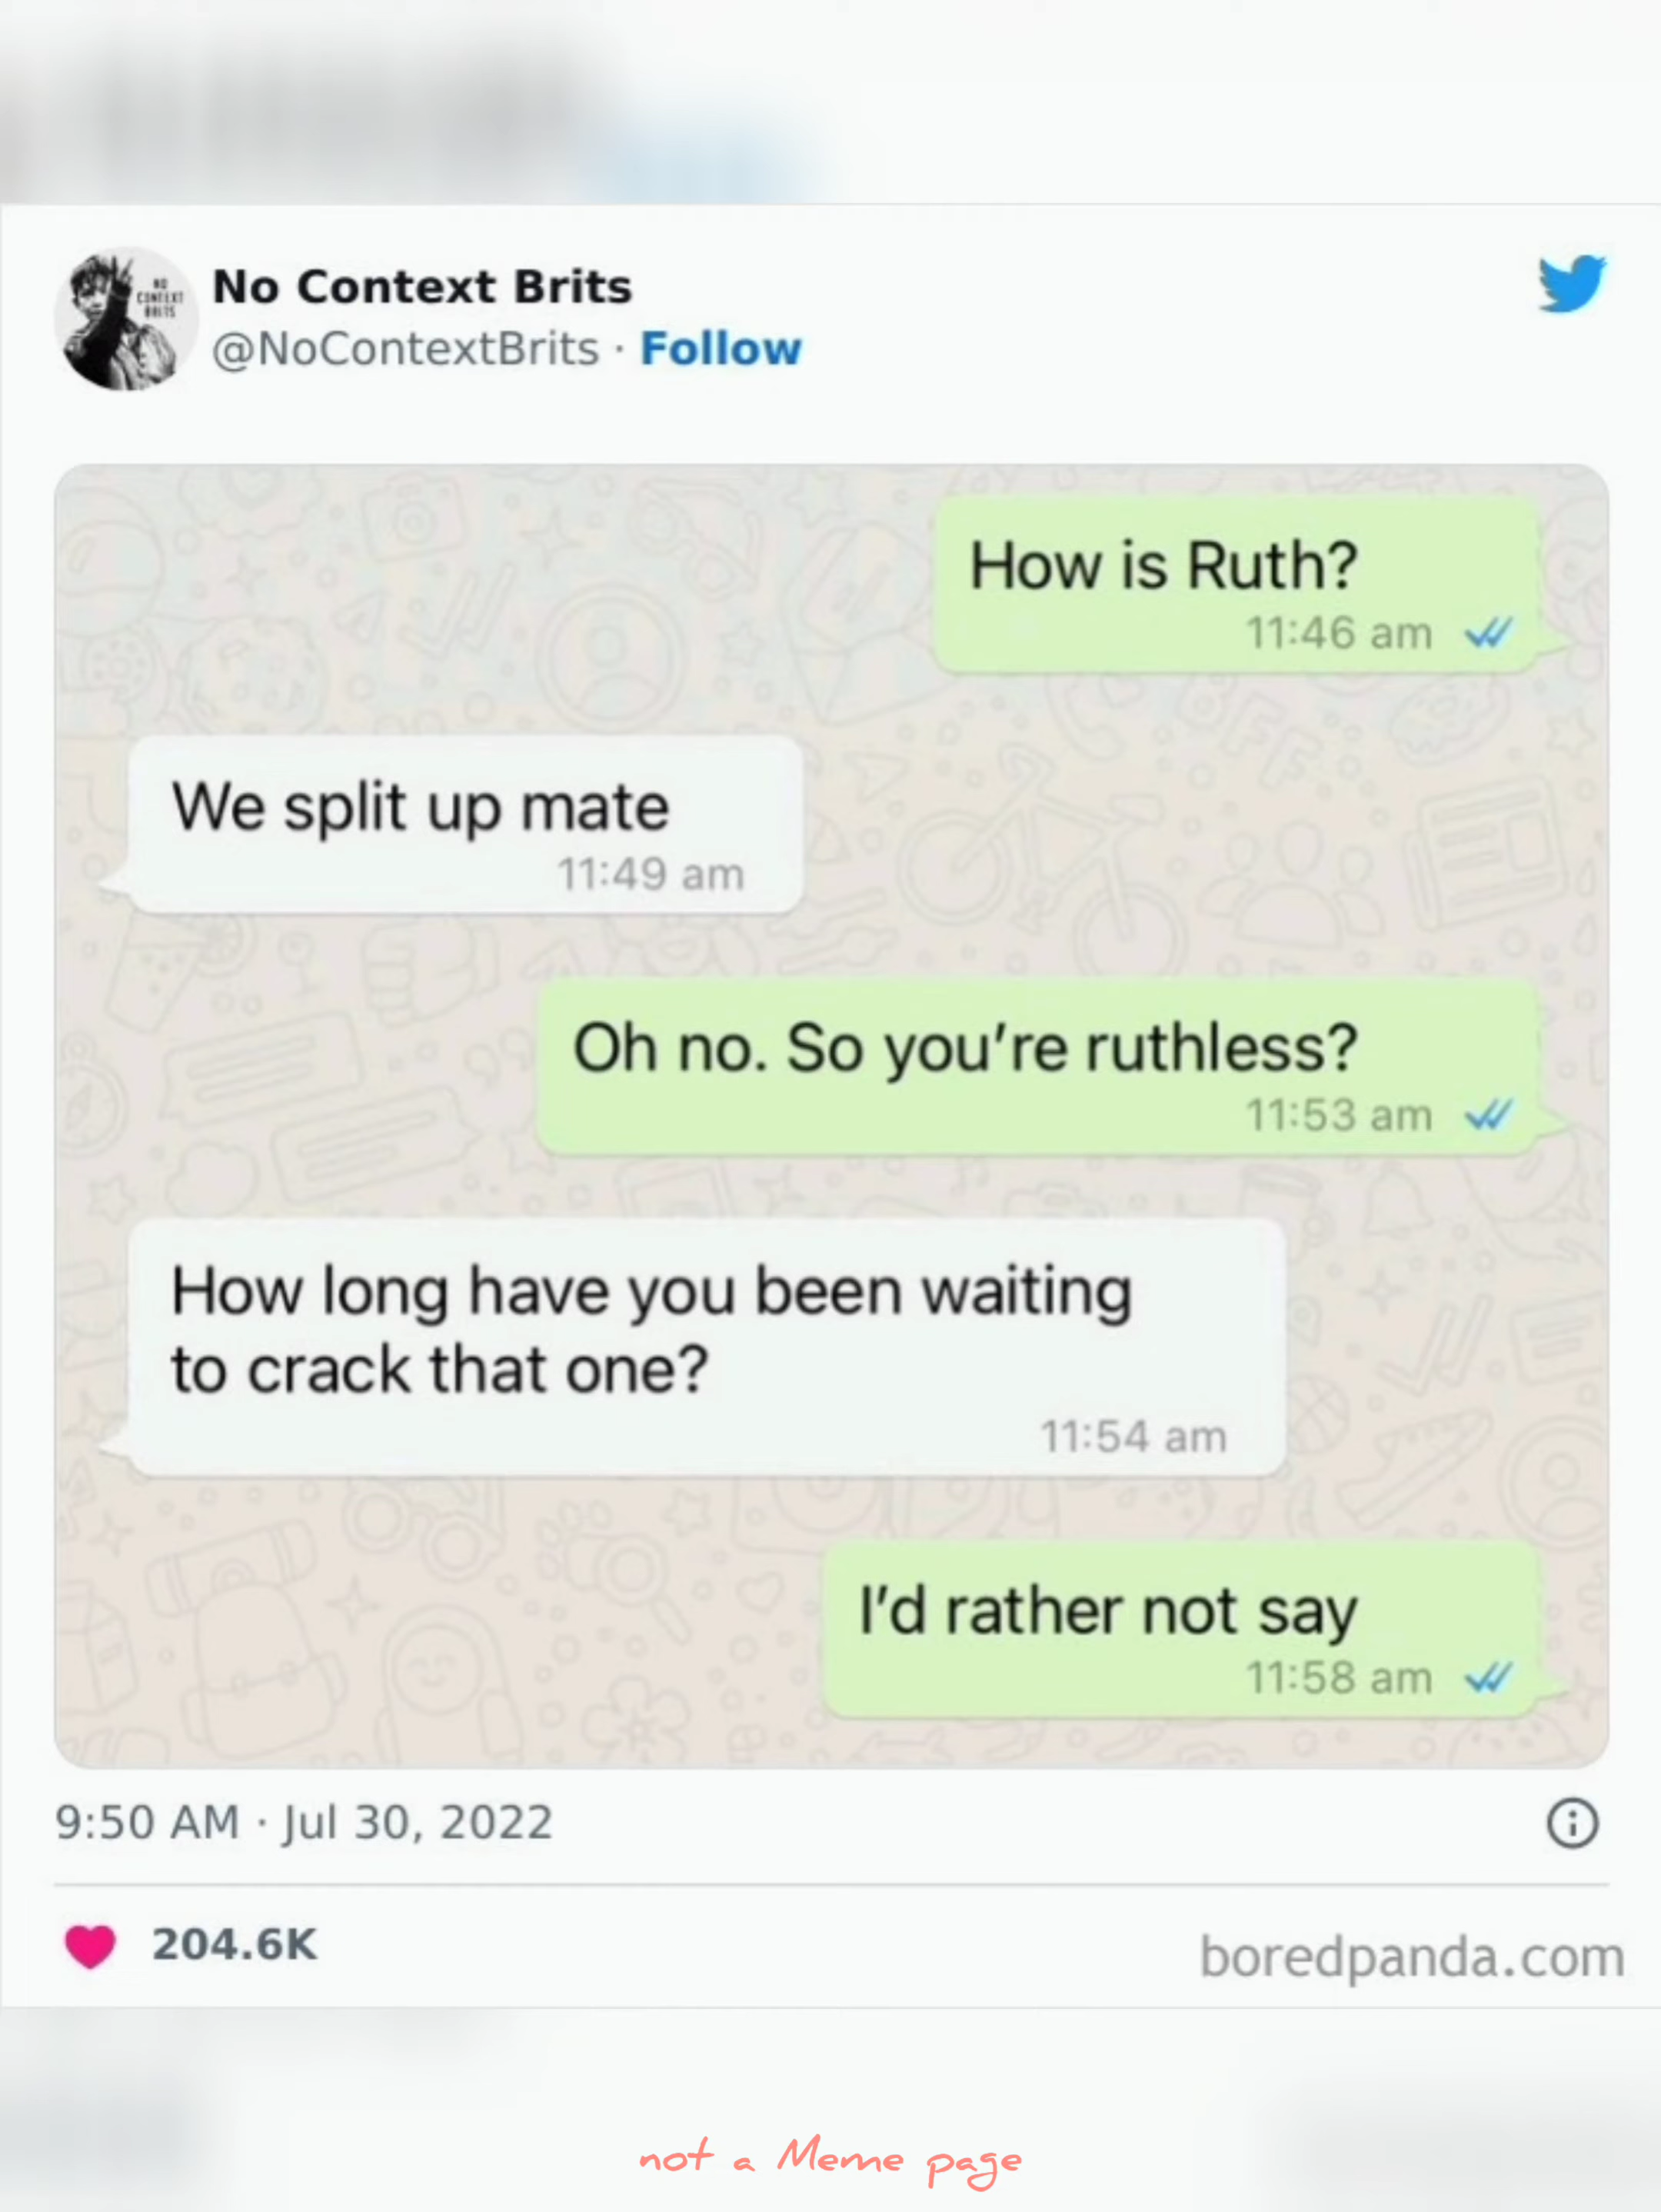 NO
CONTEXT
BRITS
No Context Brits
@NoContextBrits · Follow
How is Ruth?
11:46 am
We split up mate
11:49 am
Oh no. So you’re ruthless?
11:53 am
How long have you been waiting
to crack that one?
11:54 am
I’d rather not say
11:58 am
9:50 AM · Jul 30, 2022
204.6K
boredpanda.com
not a Meme page